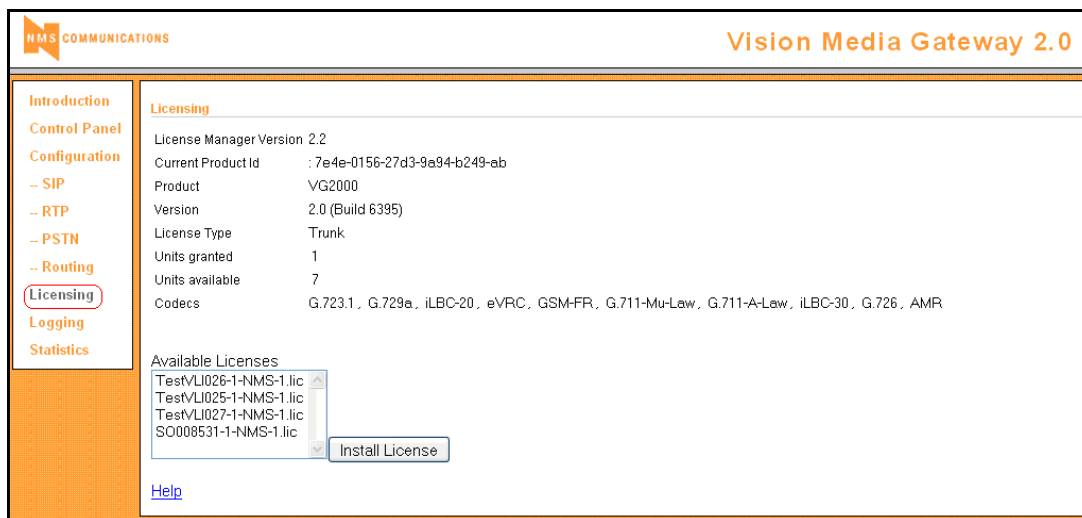 NMS COMMUNICATIONS
Vision Media Gateway 2.0
Introduction
Control Panel
Configuration
-- SIP
-- RTP
-- PSTN
-- Routing
Licensing
Logging
Statistics
Licensing
License Manager Version 2.2
Current Product Id : 7e4e-0156-27d3-9a94-b249-ab
Product VG2000
Version 2.0 (Build 6395)
License Type Trunk
Units granted 1
Units available 7
Codecs G.723.1, G.729a, iLBC-20, eVRC, GSM-FR, G.711-Mu-Law, G.711-A-Law, iLBC-30, G.726, AMR
Available Licenses
TestVLI026-1-NMS-1.lic
TestVLI025-1-NMS-1.lic
TestVLI027-1-NMS-1.lic
SO008531-1-NMS-1.lic
Install License
Help